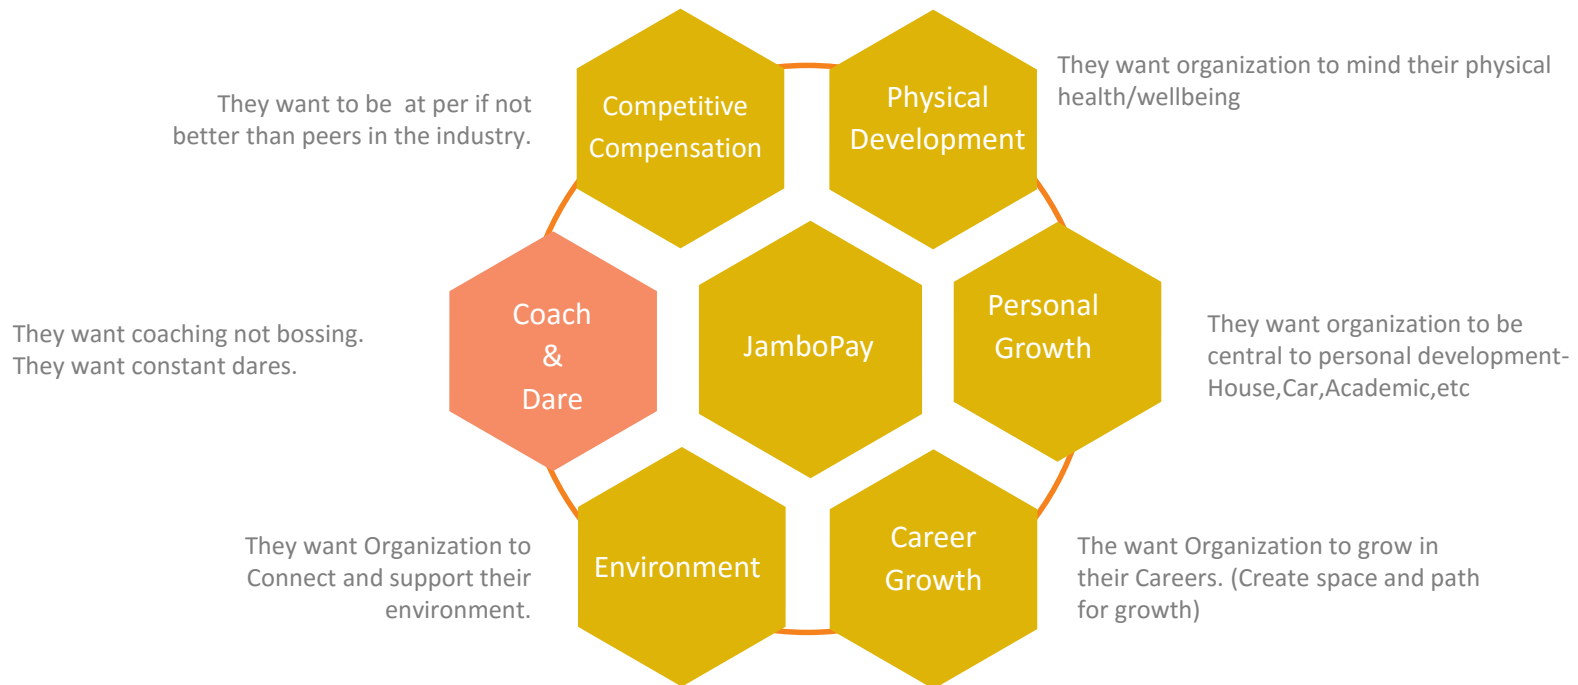 They want to be  at per if not
better than peers in the industry.
Competitive
Compensation
Physical
Development
They want organization to mind their physical
health/wellbeing
They want coaching not bossing.
They want constant dares.
Coach
&
Dare
JamboPay
Personal
Growth
They want organization to be
central to personal development-
House,Car,Academic,etc
They want Organization to
Connect and support their
environment.
Environment
Career
Growth
The want Organization to grow in
their Careers. (Create space and path
for growth)